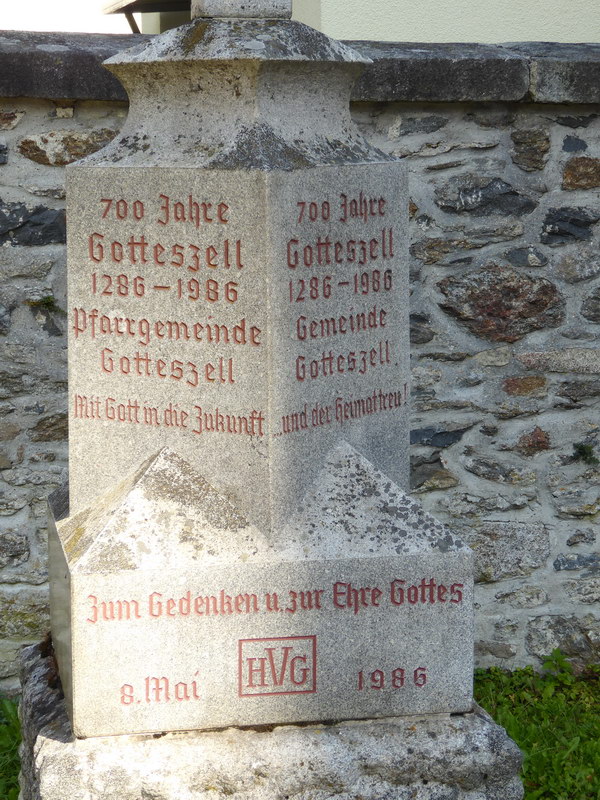 700 Jahre
Gotteszell
1286–1986
Pfarrgemeinde
Gotteszell
Mit Gott in die Zukunft
700 Jahre
Gotteszell
1286–1986
Gemeinde
Gotteszell.
...und der Heimat treu!
Zum Gedenken u. zur Ehre Gottes
8. Mai HVG 1986